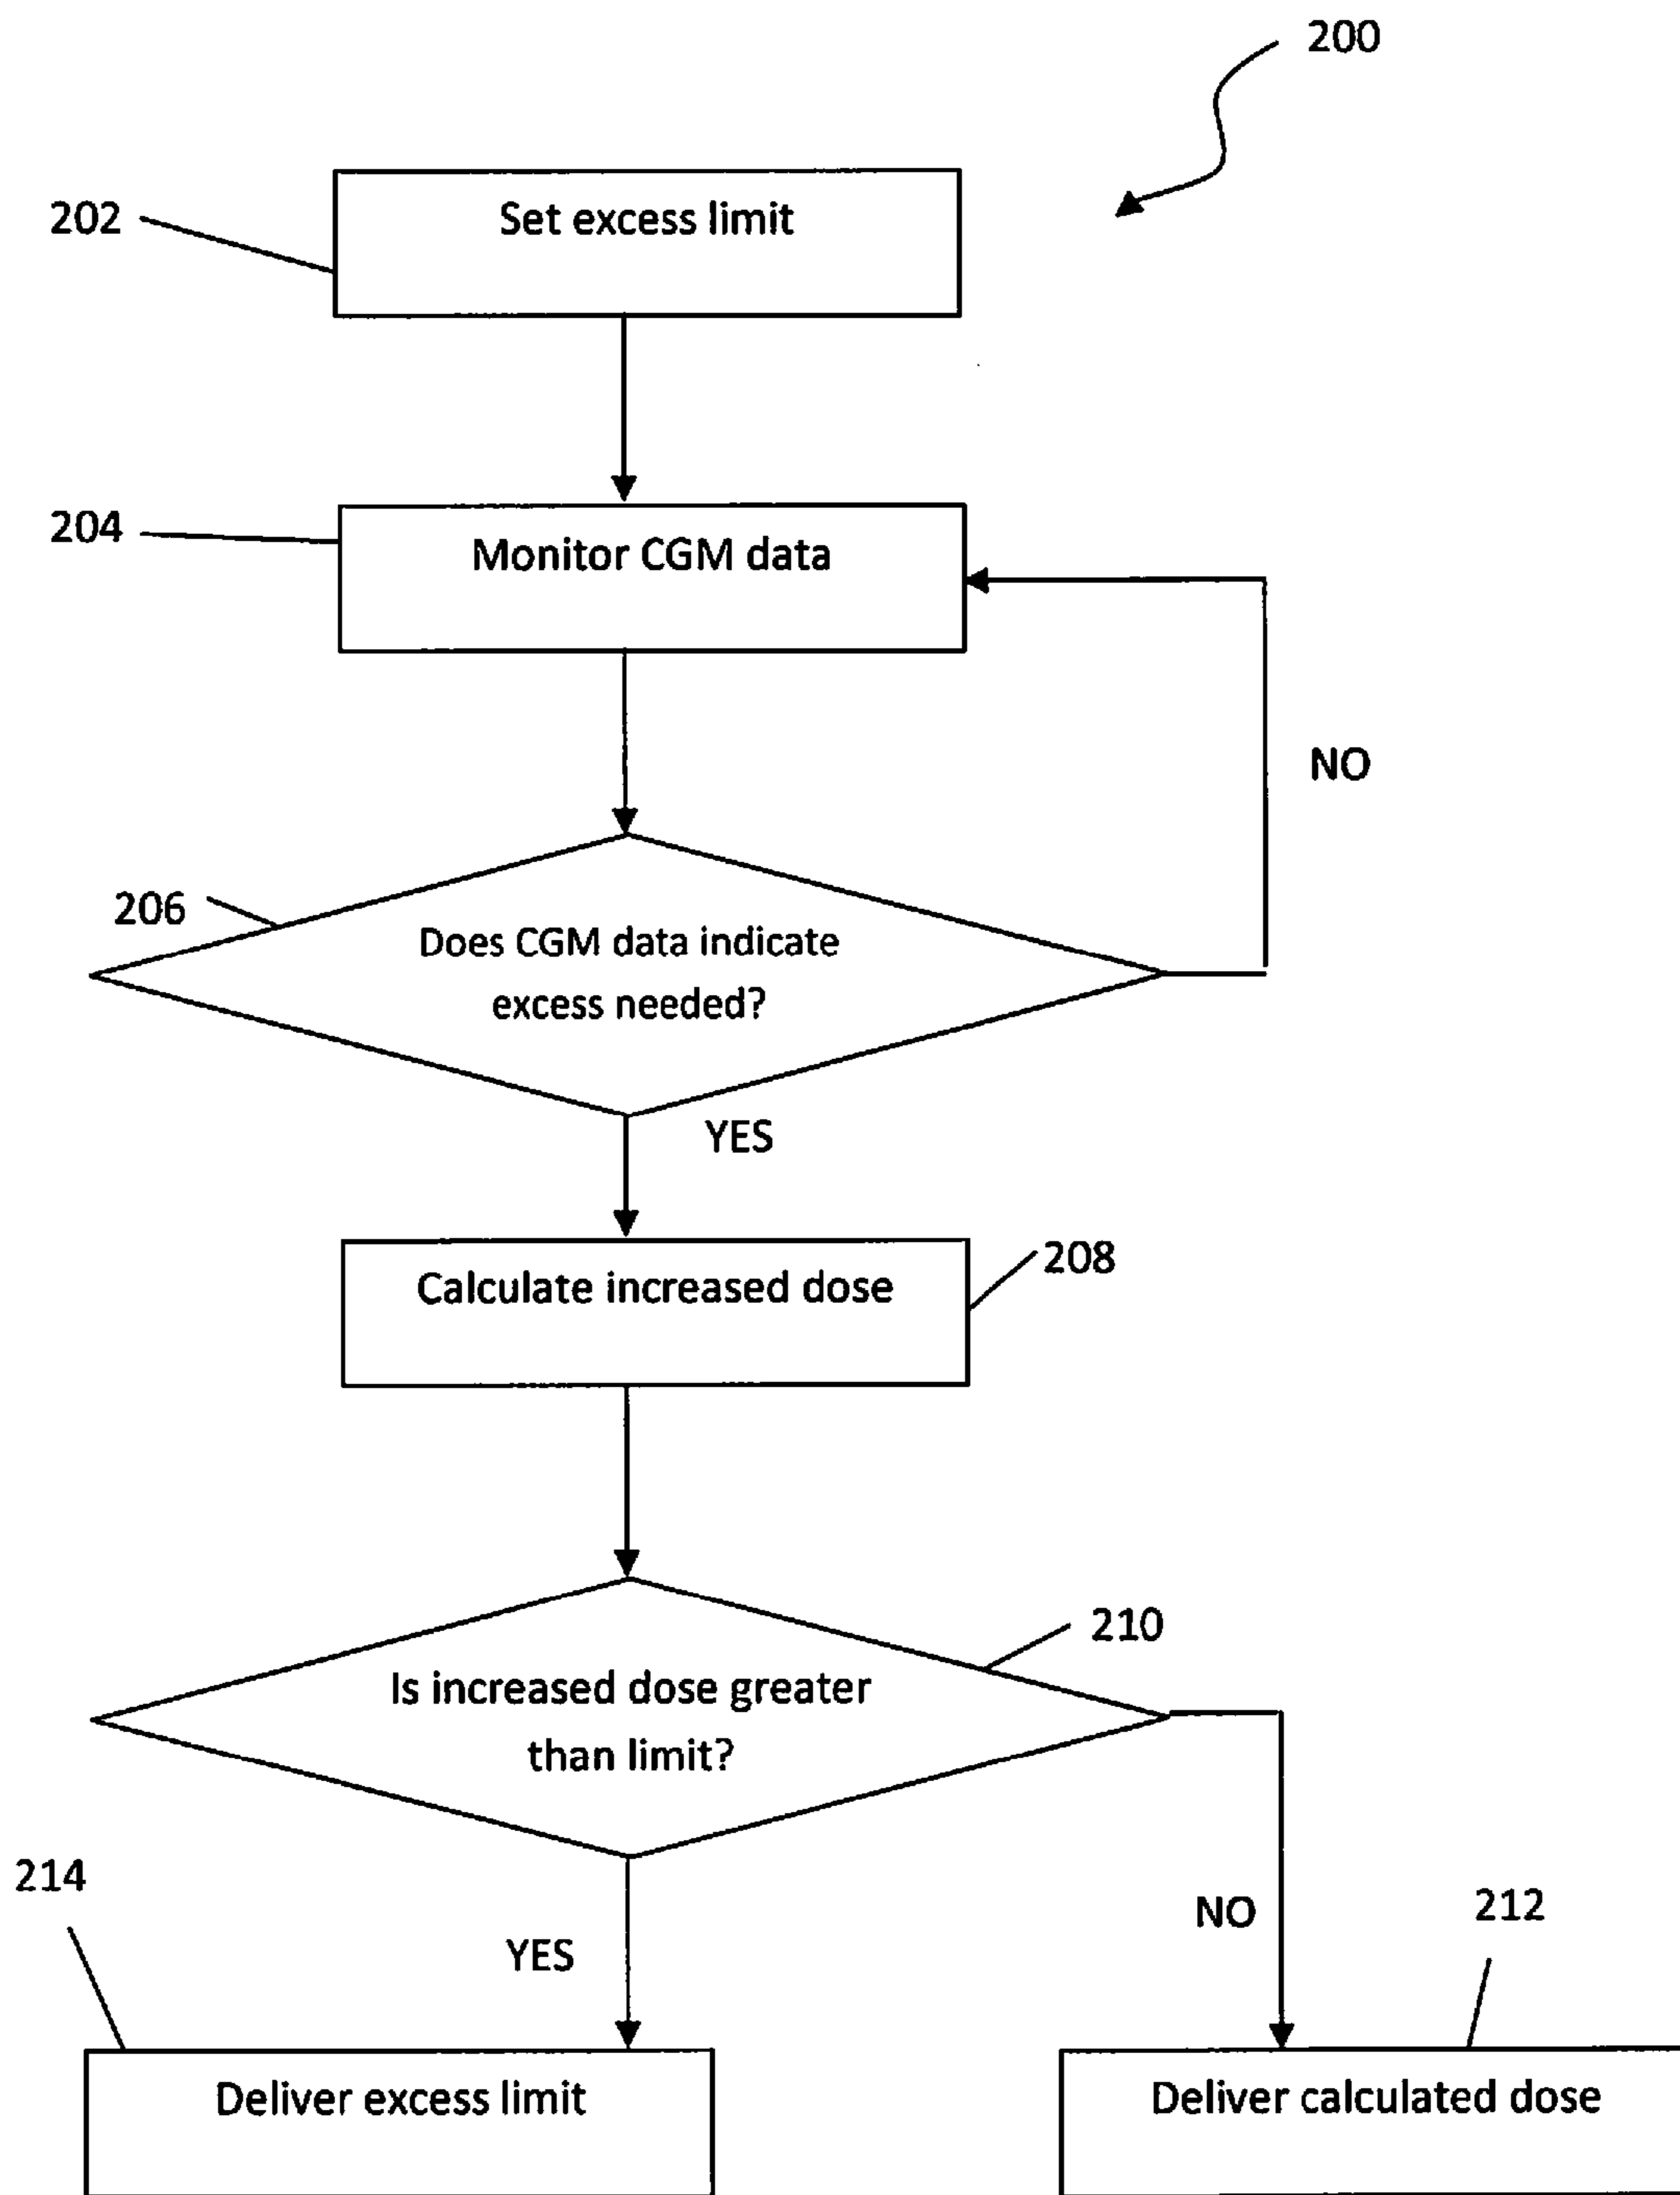 200
202
Set excess limit
204
Monitor CGM data
NO
206
Does CGM data indicate
excess needed?
YES
208
Calculate increased dose
210
Is increased dose greater
than limit?
214
212
NO
YES
Deliver excess limit
Deliver calculated dose